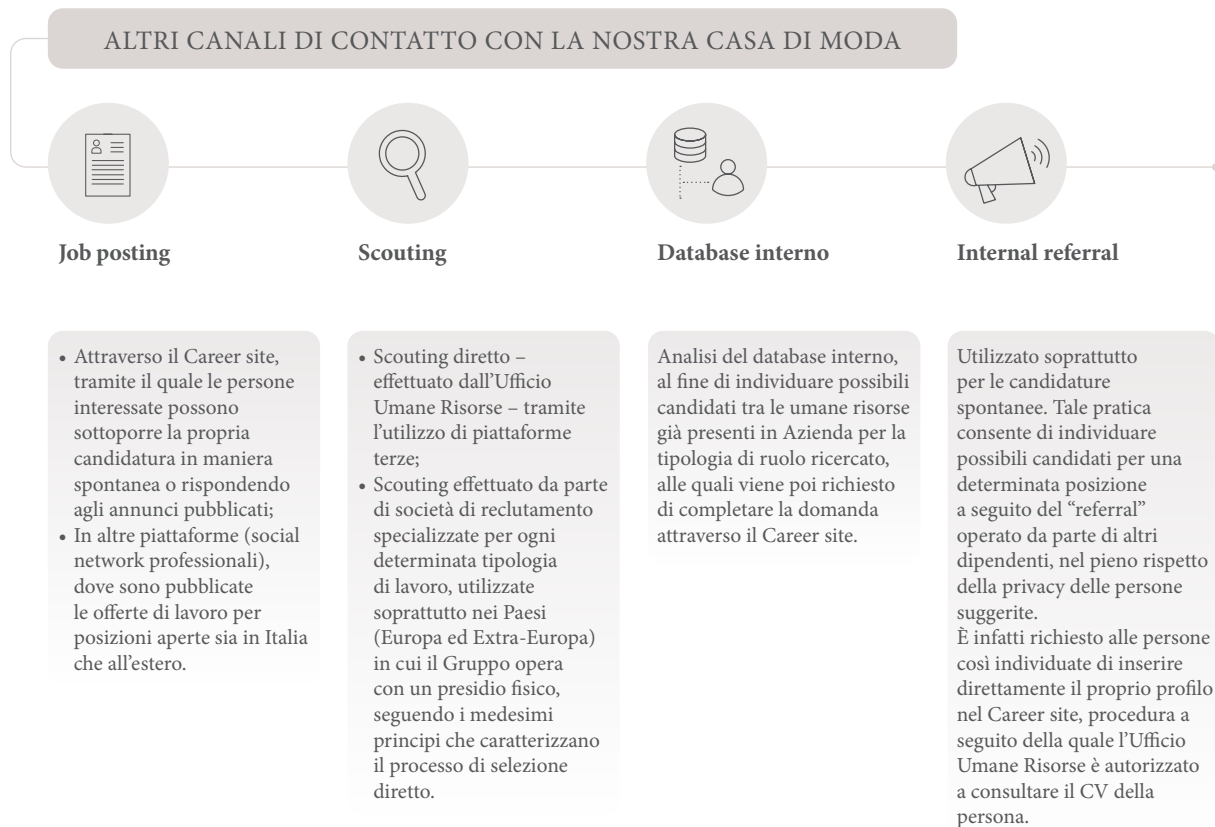 ALTRI CANALI DI CONTATTO CON LA NOSTRA CASA DI MODA
Job posting
• Attraverso il Career site,
tramite il quale le persone
interessate possono
sottoporre la propria
candidatura in maniera
spontanea o rispondendo
agli annunci pubblicati;
• In altre piattaforme (social
network professionali),
dove sono pubblicate
le offerte di lavoro per
posizioni aperte sia in Italia
che all’estero.
Scouting
• Scouting diretto –
effettuato dall’Ufficio
Umane Risorse – tramite
l’utilizzo di piattaforme
terze;
• Scouting effettuato da parte
di società di reclutamento
specializzate per ogni
determinata tipologia
di lavoro, utilizzate
soprattutto nei Paesi
(Europa ed Extra-Europa)
in cui il Gruppo opera
con un presidio fisico,
seguendo i medesimi
principi che caratterizzano
il processo di selezione
diretto.
Database interno
Analisi del database interno,
al fine di individuare possibili
candidati tra le umane risorse
già presenti in Azienda per la
tipologia di ruolo ricercato,
alle quali viene poi richiesto
di completare la domanda
attraverso il Career site.
Internal referral
Utilizzato soprattutto
per le candidature
spontanee. Tale pratica
consente di individuare
possibili candidati per una
determinata posizione
a seguito del “referral”
operato da parte di altri
dipendenti, nel pieno rispetto
della privacy delle persone
suggerite.
È infatti richiesto alle persone
così individuate di inserire
direttamente il proprio profilo
nel Career site, procedura a
seguito della quale l’Ufficio
Umane Risorse è autorizzato
a consultare il CV della
persona.